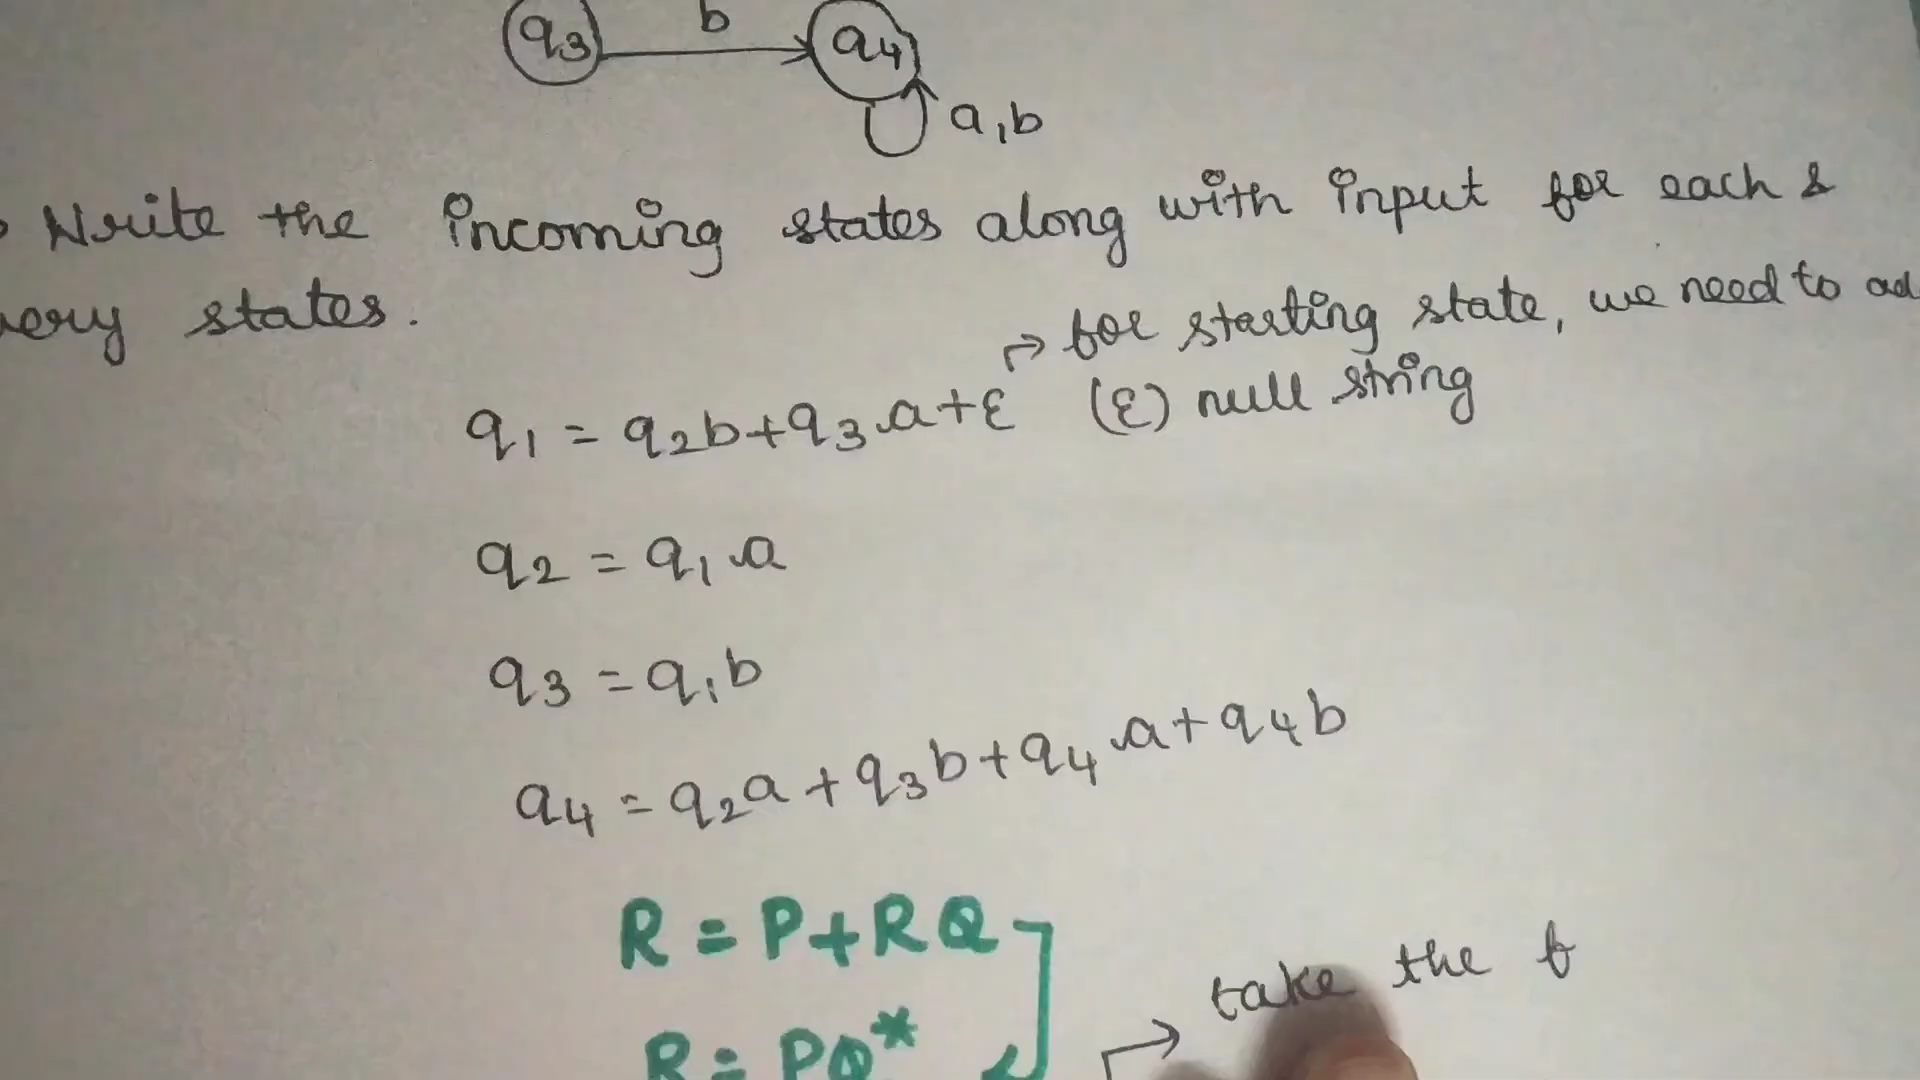 q3 b q4
a,b
Write the incoming states along with input for each &
very states.
for starting state, we need to ad
q1 = q2b+q3a+ε (ε) null string
q2 = q1a
q3 = q1b
q4 = q2a+q3b+q4a+q4b
R = P+RQ
take the f
R = PQ*